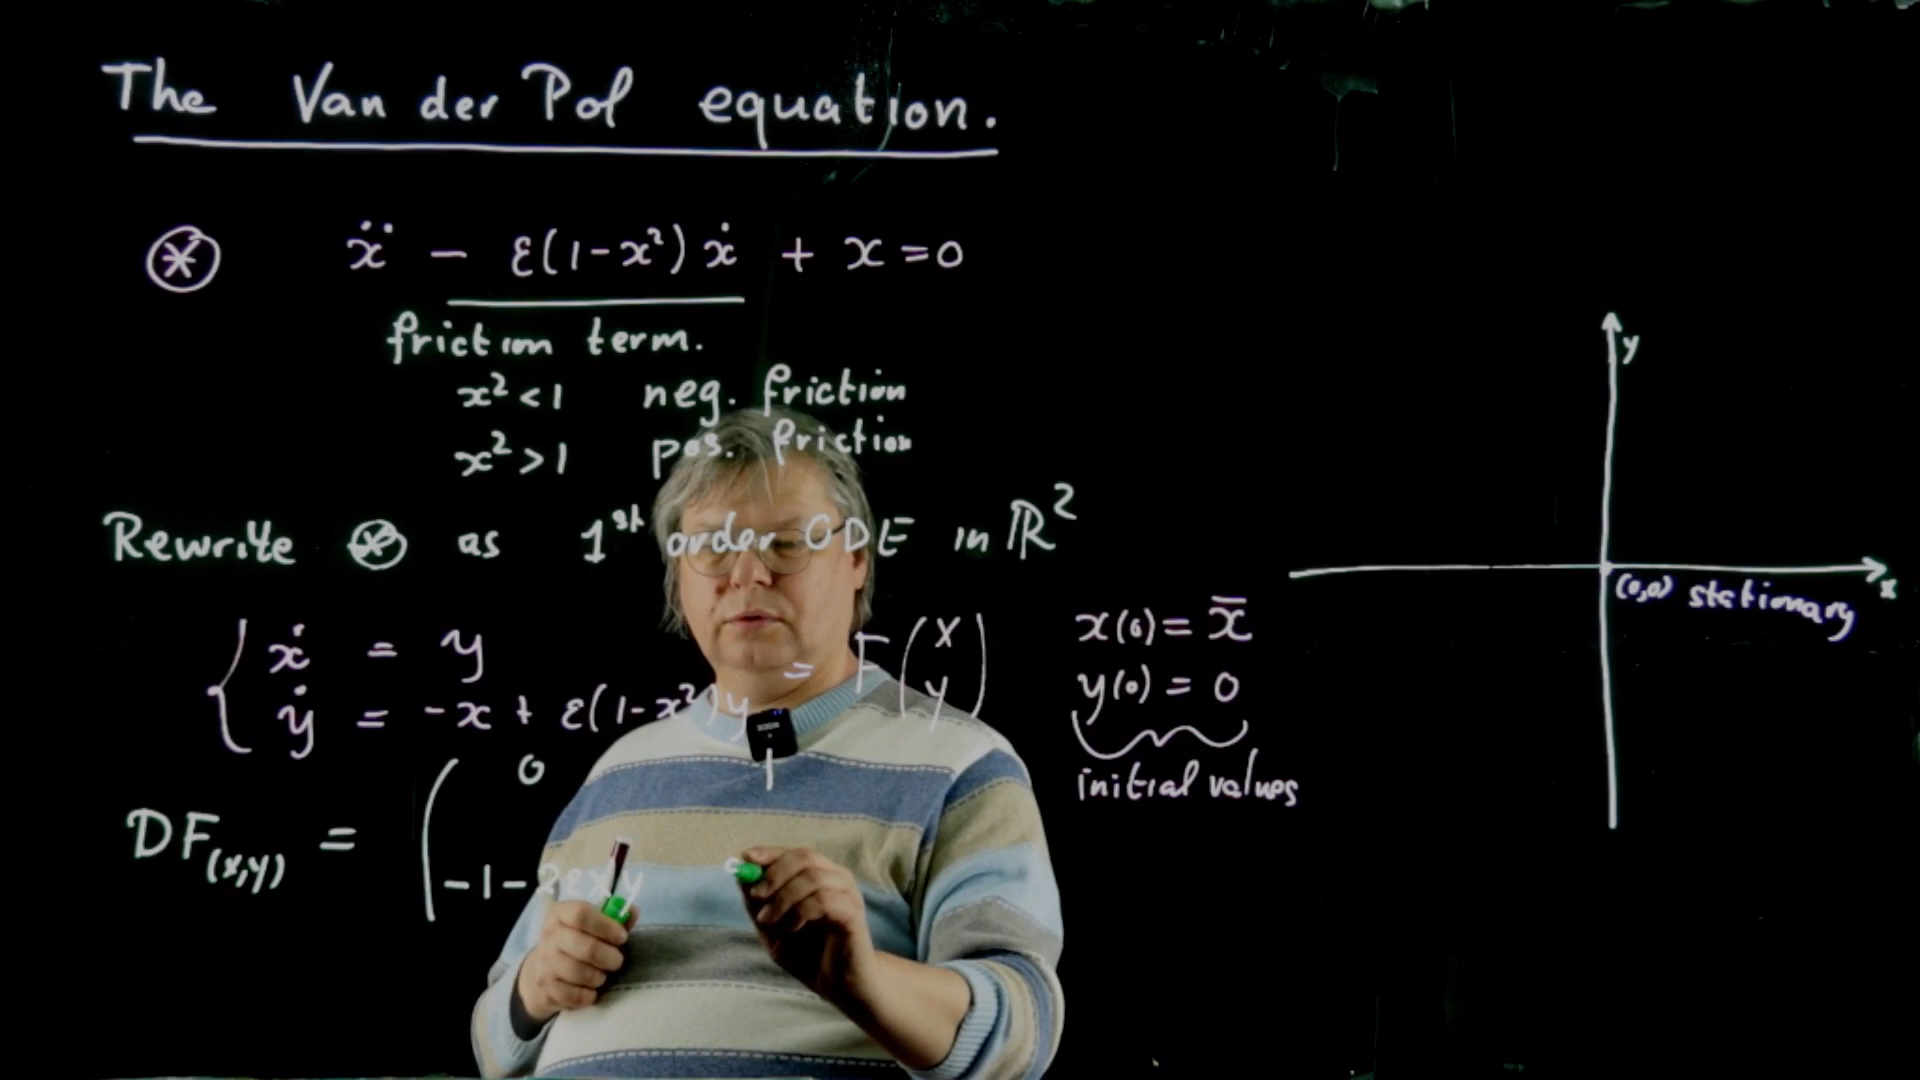 The Van der Pol equation.
⊛ ẍ - ε(1-x²)ẋ + x = 0
friction term.
x² < 1 neg. friction
x² > 1 pos. friction
Rewrite ⊛ as 1st order ODE in ℝ²
{ ẋ = y
ẏ = -x + ε(1-x²)y = F(x y)
x(0) = x̄
y(0) = 0
initial values
DF(x,y) = ( 0 1
-1-2εxy
y
x
(0,0) stationary